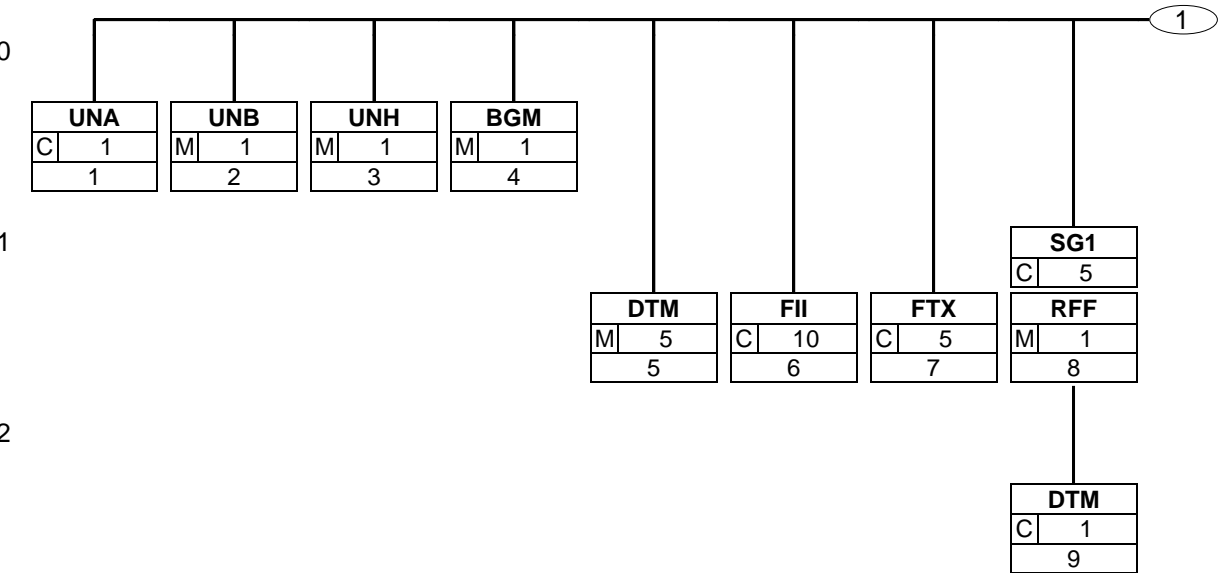 1
0
UNA UNB UNH BGM
C 1 M 1 M 1 M 1
1 2 3 4
1
SG1
C 5
DTM FII FTX RFF
M 5 C 10 C 5 M 1
5 6 7 8
2
DTM
C 1
9